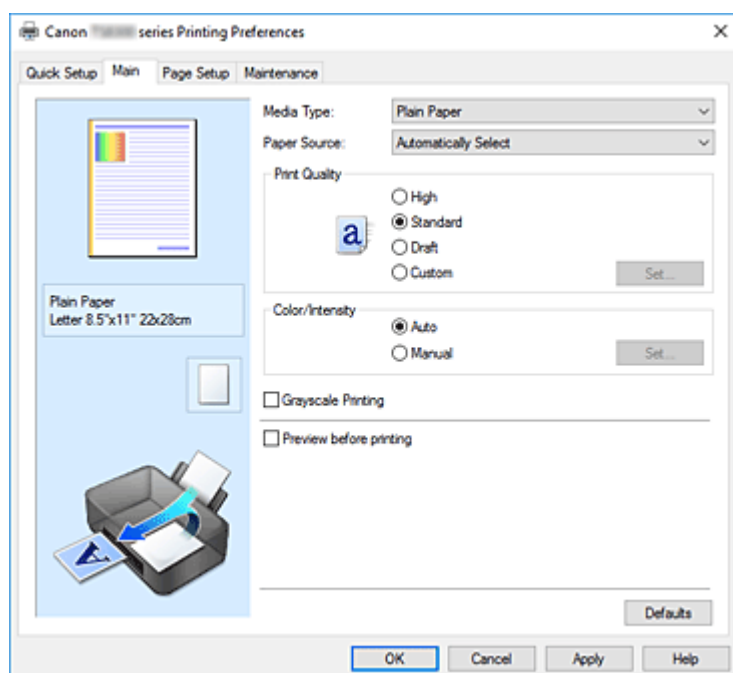 Canon series Printing Preferences
Quick Setup Main Page Setup Maintenance
Media Type: Plain Paper
Paper Source: Automatically Select
Print Quality
High
a Standard
Draft
Custom Set...
Plain Paper
Letter 8.5"x11" 22x28cm
Color/Intensity
Auto
Manual Set...
Grayscale Printing
Preview before printing
A
Defaults
OK Cancel Apply Help